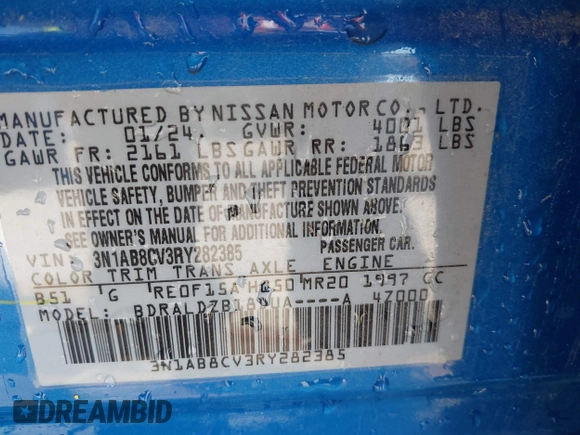 MANUFACTURED BY NISSAN MOTOR CO., LTD.
DATE: 01/24. GVWR: 4001 LBS
GAWR FR: 2161 LBS GAWR RR: 1863 LBS
THIS VEHICLE CONFORMS TO ALL APPLICABLE FEDERAL MOTOR
VEHICLE SAFETY, BUMPER AND THEFT PREVENTION STANDARDS
IN EFFECT ON THE DATE OF MANUFACTURE SHOWN ABOVE.
SEE OWNER'S MANUAL FOR ADDITIONAL INFORMATION.
VIN: 3N1AB8CV3RY282385 PASSENGER CAR.
COLOR TRIM TRANS AXLE ENGINE
B51 G RE0F15A HC50 MR20 1997 CC
MODEL: 47000
3N1AB8CV3RY282385
DREAMBID